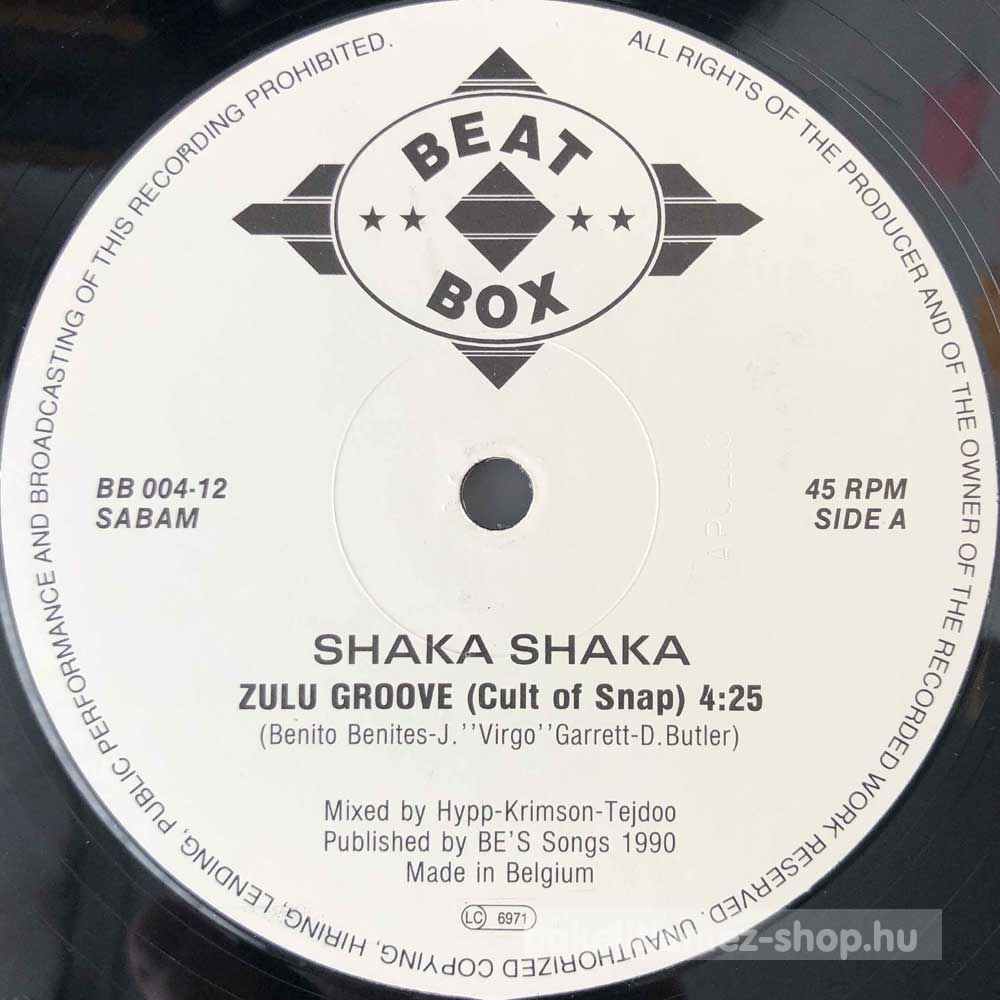 ALL RIGHTS OF THE PRODUCER AND OF THE OWNER OF THE RECORDED WORK RESERVED. UNAUTHORIZED COPYING, HIRING, LENDING, PUBLIC PERFORMANCE AND BROADCASTING OF THIS RECORDING PROHIBITED.
BEAT
BOX
BB 004-12
SABAM
45 RPM
SIDE A
SHAKA SHAKA
ZULU GROOVE (Cult of Snap) 4:25
(Benito Benites-J.''Virgo''Garrett-D.Butler)
Mixed by Hypp-Krimson-Tejdoo
Published by BE'S Songs 1990
Made in Belgium
LC 6971